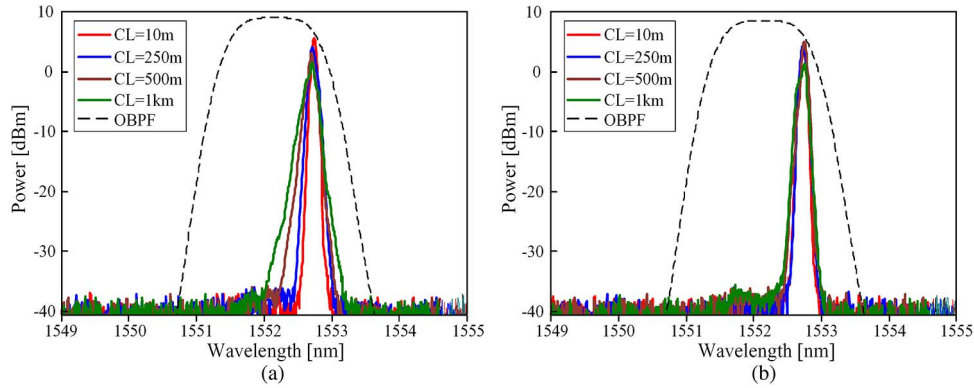 10
0
-10
-20
-30
-40
Power [dBm]
CL=10m
CL=250m
CL=500m
CL=1km
OBPF
1549
1550
1551
1552
1553
1554
1555
Wavelength [nm]
(a)
10
0
-10
-20
-30
-40
Power [dBm]
CL=10m
CL=250m
CL=500m
CL=1km
OBPF
1549
1550
1551
1552
1553
1554
1555
Wavelength [nm]
(b)